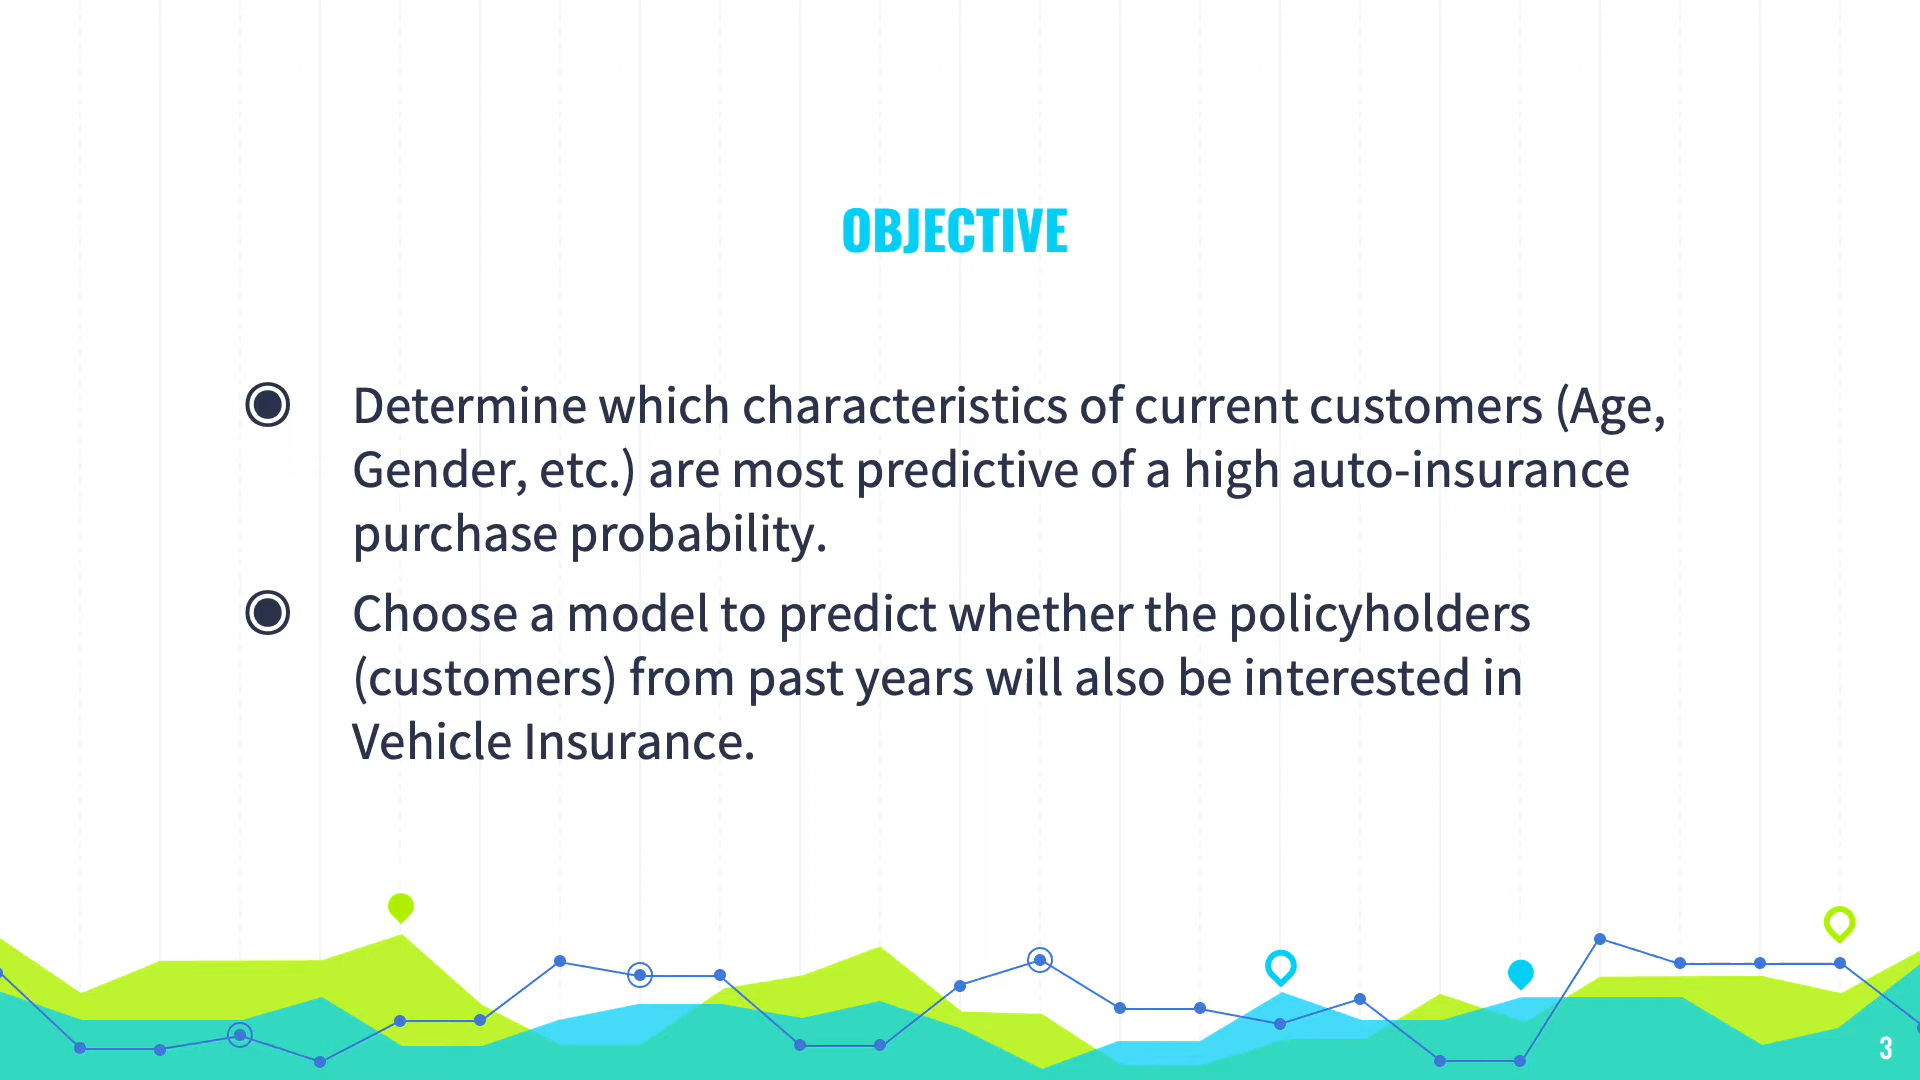 OBJECTIVE
Determine which characteristics of current customers (Age,
Gender, etc.) are most predictive of a high auto-insurance
purchase probability.
Choose a model to predict whether the policyholders
(customers) from past years will also be interested in
Vehicle Insurance.
3